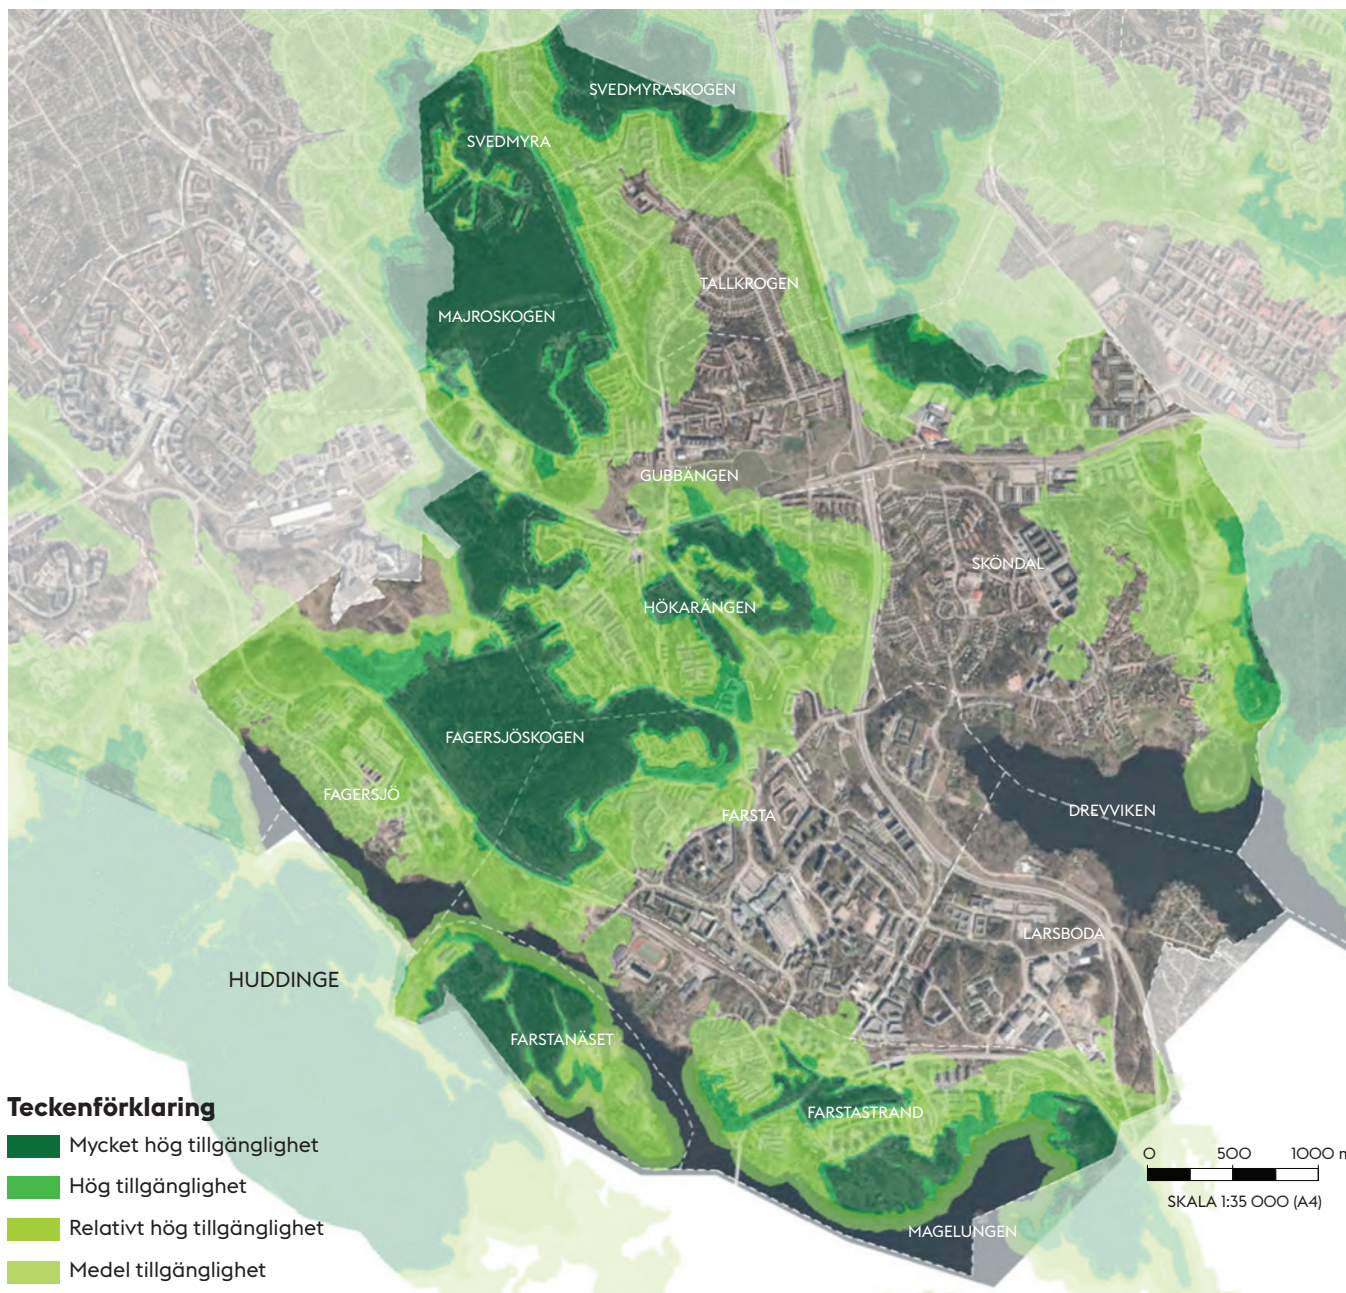 SVEDMYRASKOGEN
SVEDMYRA
TALLKROGEN
MAJROSKOGEN
GUBBÄNGEN
SKÖNDAL
HÖKARÄNGEN
FAGERSJÖSKOGEN
FAGERSJÖ
DREVVIKEN
FARSTA
LARSBODA
HUDDINGE
FARSTANÄSET
FARSTASTRAND
MAGELUNGEN
Teckenförklaring
Mycket hög tillgänglighet
Hög tillgänglighet
Relativt hög tillgänglighet
Medel tillgänglighet
0 500 1000 m
SKALA 1:35 000 (A4)